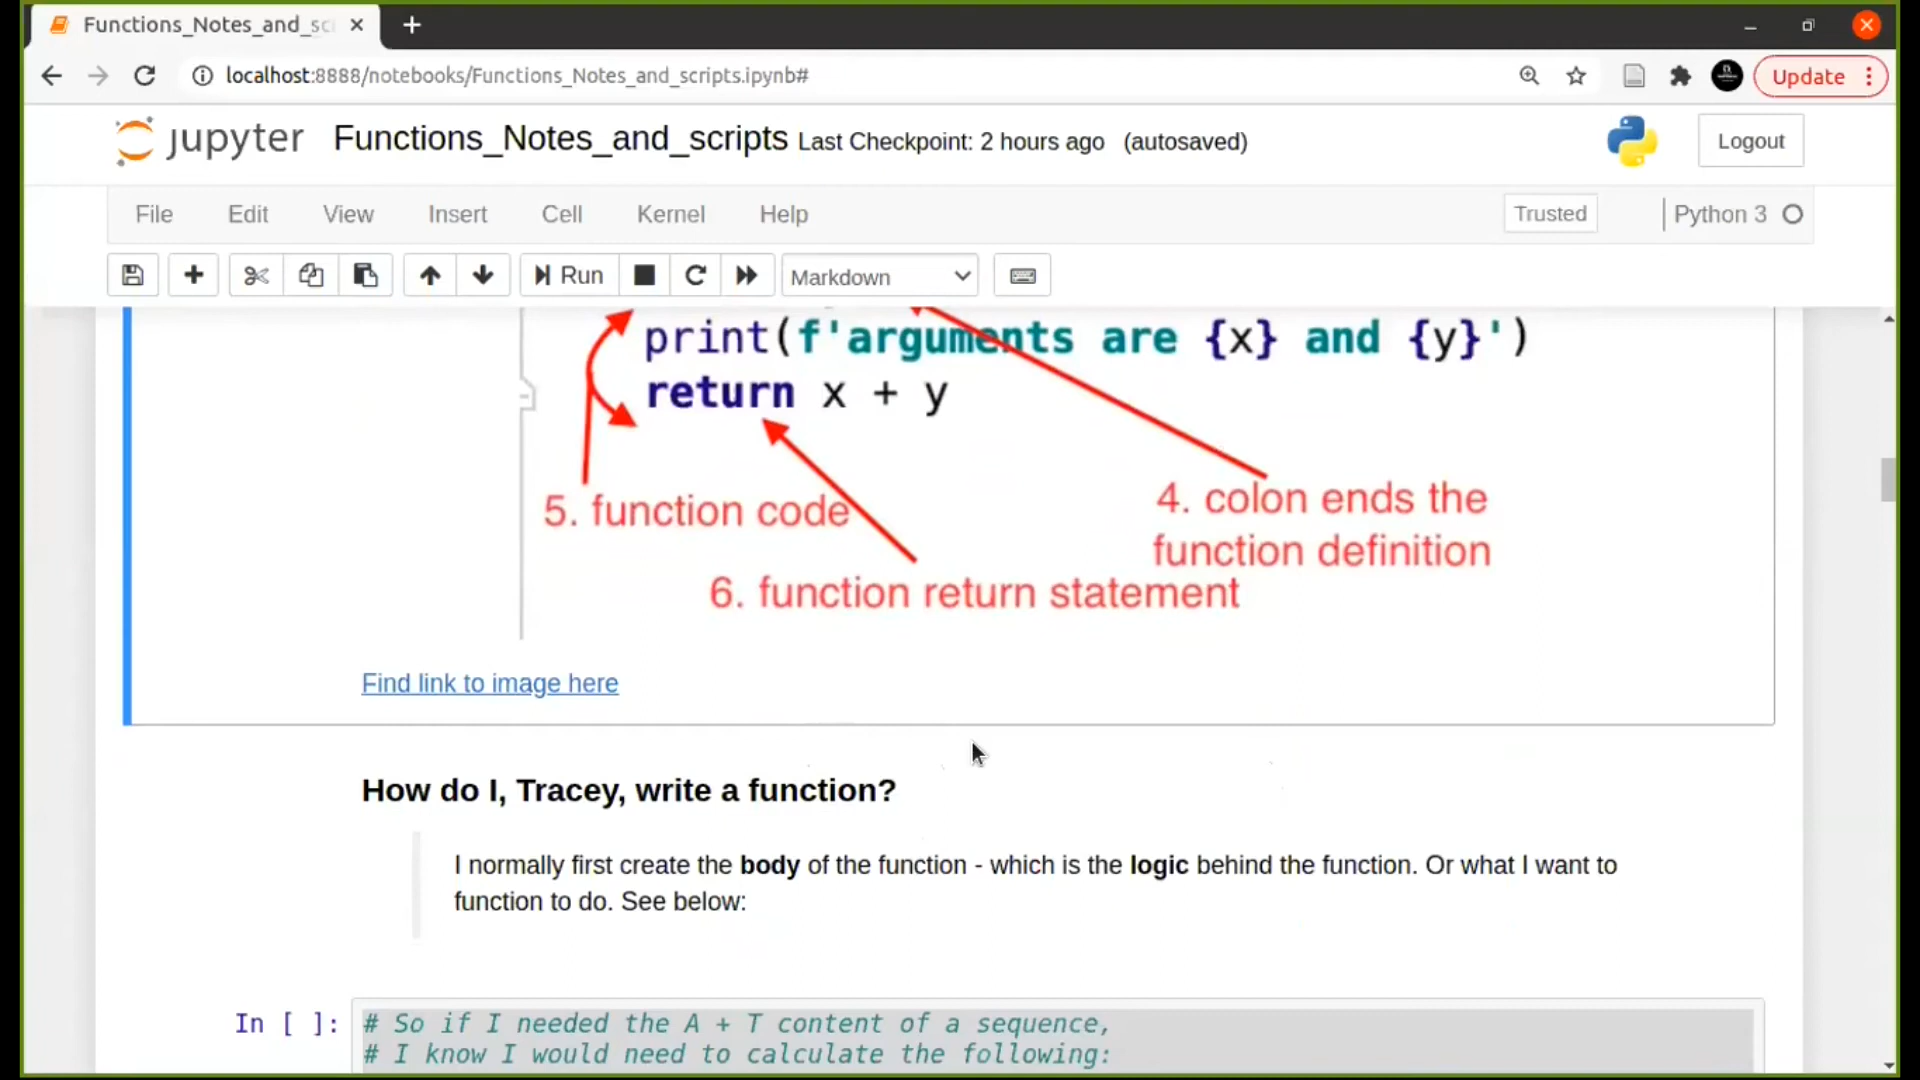 Functions_Notes_and_sc
localhost:8888/notebooks/Functions_Notes_and_scripts.ipynb#
Update
jupyter Functions_Notes_and_scripts Last Checkpoint: 2 hours ago (autosaved)
Logout
File Edit View Insert Cell Kernel Help
Trusted
Python 3
Run
Markdown
print(f'arguments are {x} and {y}')
return x + y
5. function code
4. colon ends the
function definition
6. function return statement
Find link to image here
How do I, Tracey, write a function?
I normally first create the body of the function - which is the logic behind the function. Or what I want to
function to do. See below:
In [ ]:
# So if I needed the A + T content of a sequence,
# I know I would need to calculate the following: